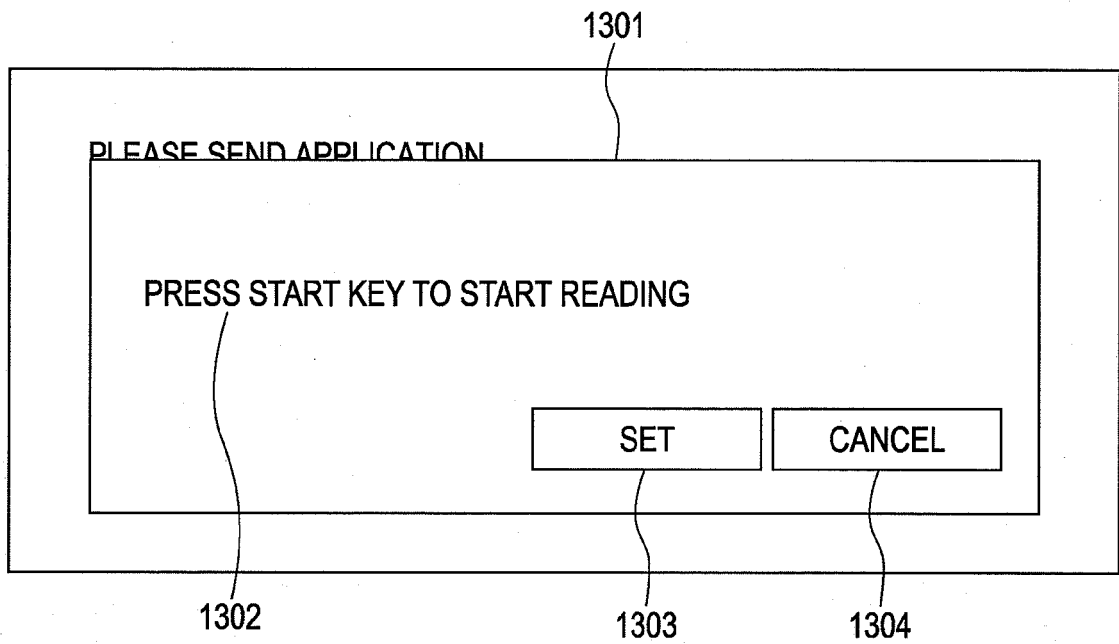 1301
PLEASE SEND APPLICATION
PRESS START KEY TO START READING
SET CANCEL
1302 1303 1304